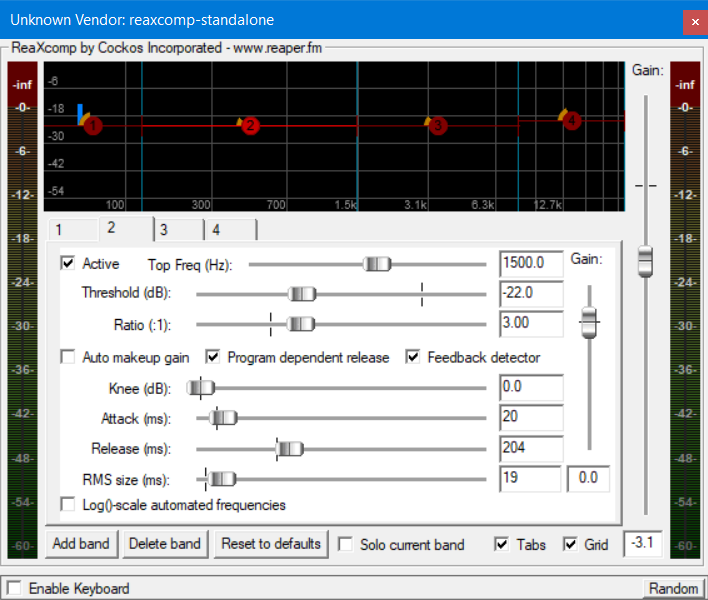 Unknown Vendor: reaxcomp-standalone
ReaXcomp by Cockos Incorporated - www.reaper.fm
Gain:
-inf
-0-
-6-
-12-
-18-
-24-
-30-
-36-
-42-
-48-
-54-
-60-
-6
-18
-30
-42
-54
1
2
3
4
100 300 700 1.5k 3.1k 6.3k 12.7k
-inf
-0-
-6-
-12-
-18-
-24-
-30-
-36-
-42-
-48-
-54-
-60-
1 2 3 4
Active Top Freq (Hz): 1500.0 Gain:
Threshold (dB): -22.0
Ratio (:1): 3.00
Auto makeup gain Program dependent release Feedback detector
Knee (dB): 0.0
Attack (ms): 20
Release (ms): 204
RMS size (ms): 19 0.0
Log()-scale automated frequencies
Add band Delete band Reset to defaults Solo current band Tabs Grid -3.1
Enable Keyboard Random